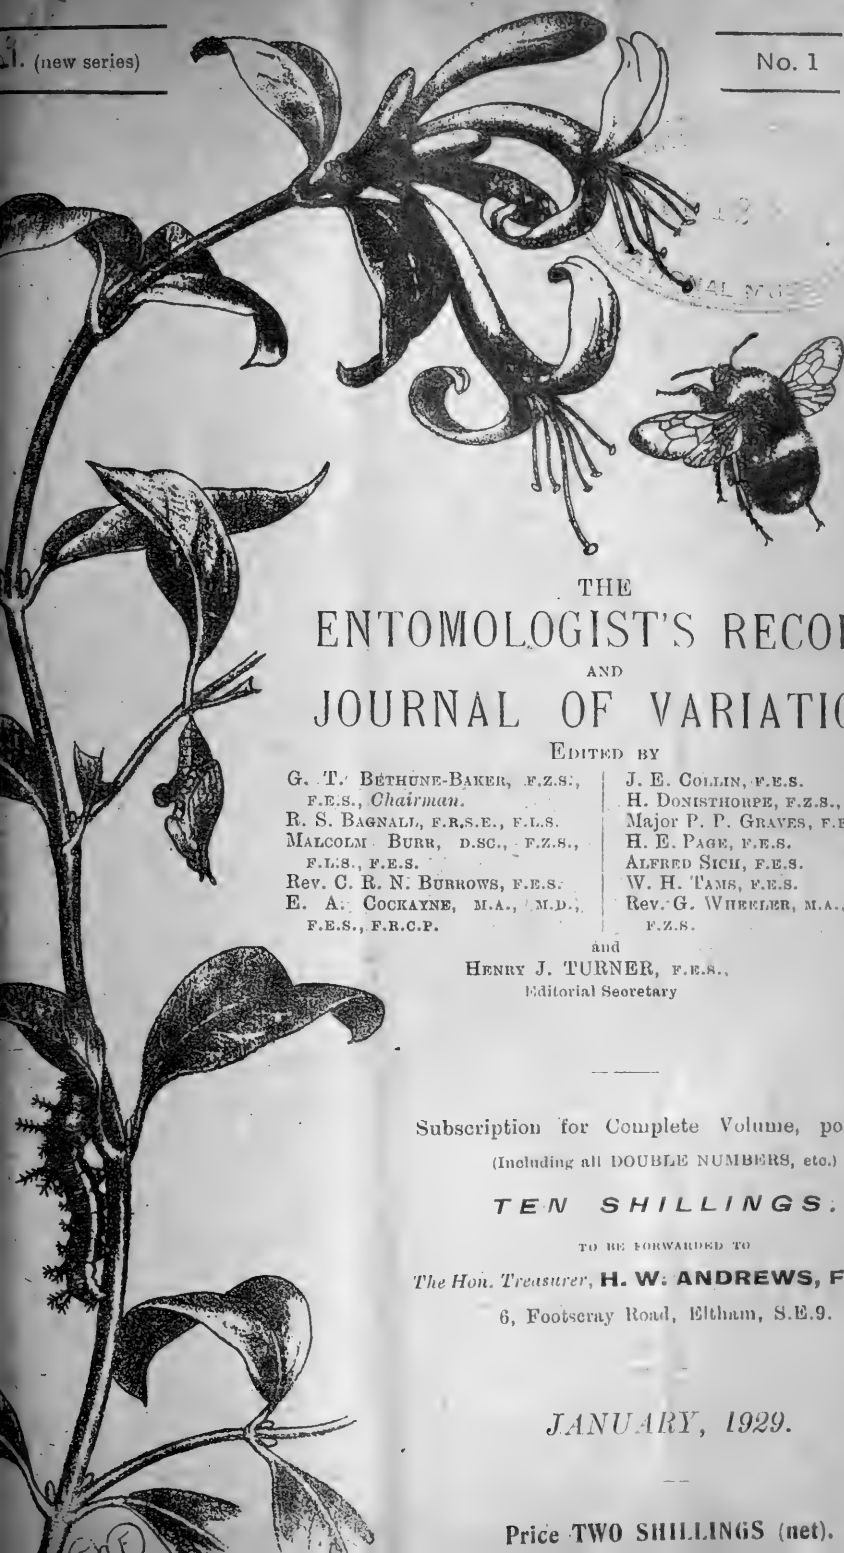 (new series)
No. 1
THE
ENTOMOLOGIST'S RECO
AND
JOURNAL OF VARIATI
EDITED BY
G. T. BETHUNE-BAKER, F.Z.S.,
F.E.S., Chairman.
R. S. BAGNALL, F.R.S.E., F.L.S.
MALCOLM BURR, D.SC., F.Z.S.,
F.L.S., F.E.S.
Rev. C. R. N. BURROWS, F.E.S.
E. A. COCKAYNE, M.A., M.D.,
F.E.S., F.R.C.P.
J. E. COLLIN, F.E.S.
H. DONISTHORPE, F.Z.S.,
Major P. P. GRAVES, F.E
H. E. PAGE, F.E.S.
ALFRED SICH, F.E.S.
W. H. TAMS, F.E.S.
Rev. G. WHEELER, M.A.,
F.Z.S.
and
HENRY J. TURNER, F.E.S.,
Editorial Secretary
Subscription for Complete Volume, po
(Including all DOUBLE NUMBERS, etc.)
TEN SHILLINGS.
TO BE FORWARDED TO
The Hon. Treasurer, H. W. ANDREWS, F
6, Footscray Road, Eltham, S.E.9.
JANUARY, 1929.
Price TWO SHILLINGS (net).